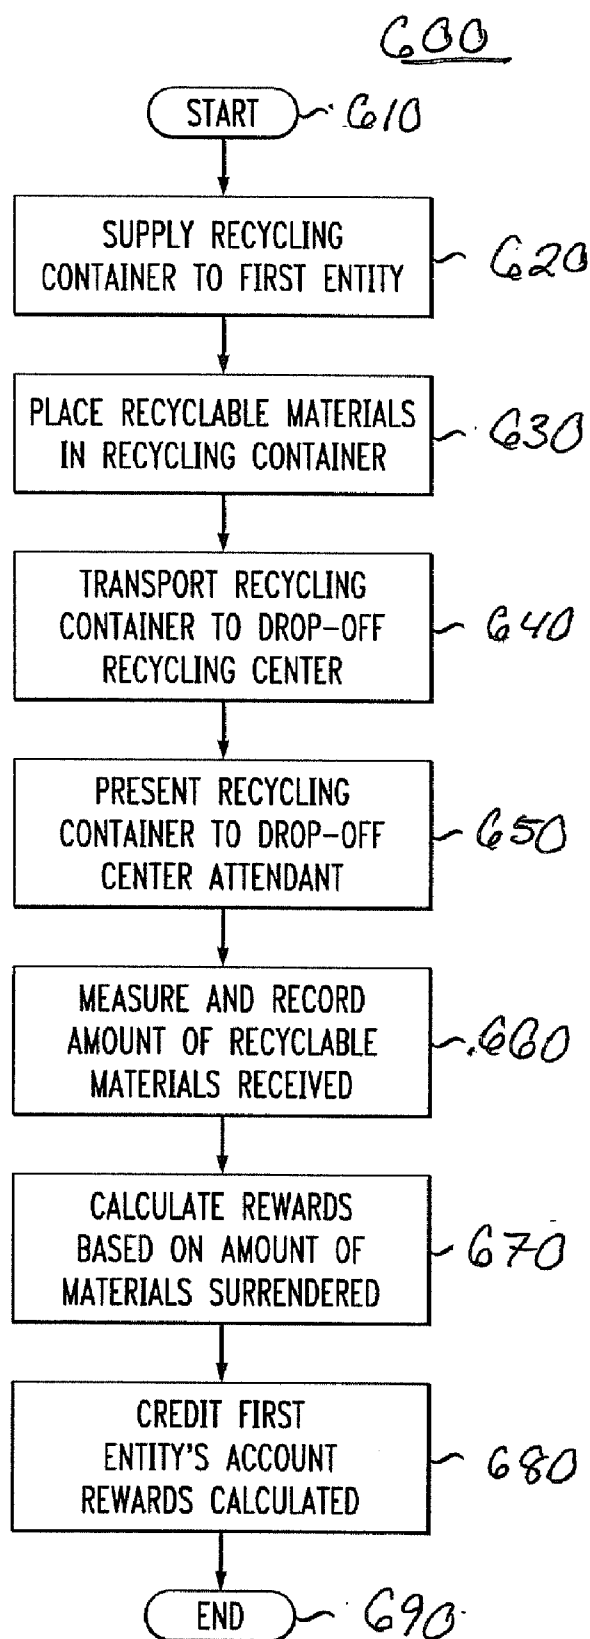 600
START
610
SUPPLY RECYCLING
CONTAINER TO FIRST ENTITY
620
PLACE RECYCLABLE MATERIALS
IN RECYCLING CONTAINER
630
TRANSPORT RECYCLING
CONTAINER TO DROP-OFF
RECYCLING CENTER
640
PRESENT RECYCLING
CONTAINER TO DROP-OFF
CENTER ATTENDANT
650
MEASURE AND RECORD
AMOUNT OF RECYCLABLE
MATERIALS RECEIVED
660
CALCULATE REWARDS
BASED ON AMOUNT OF
MATERIALS SURRENDERED
670
CREDIT FIRST
ENTITY'S ACCOUNT
REWARDS CALCULATED
680
END
690